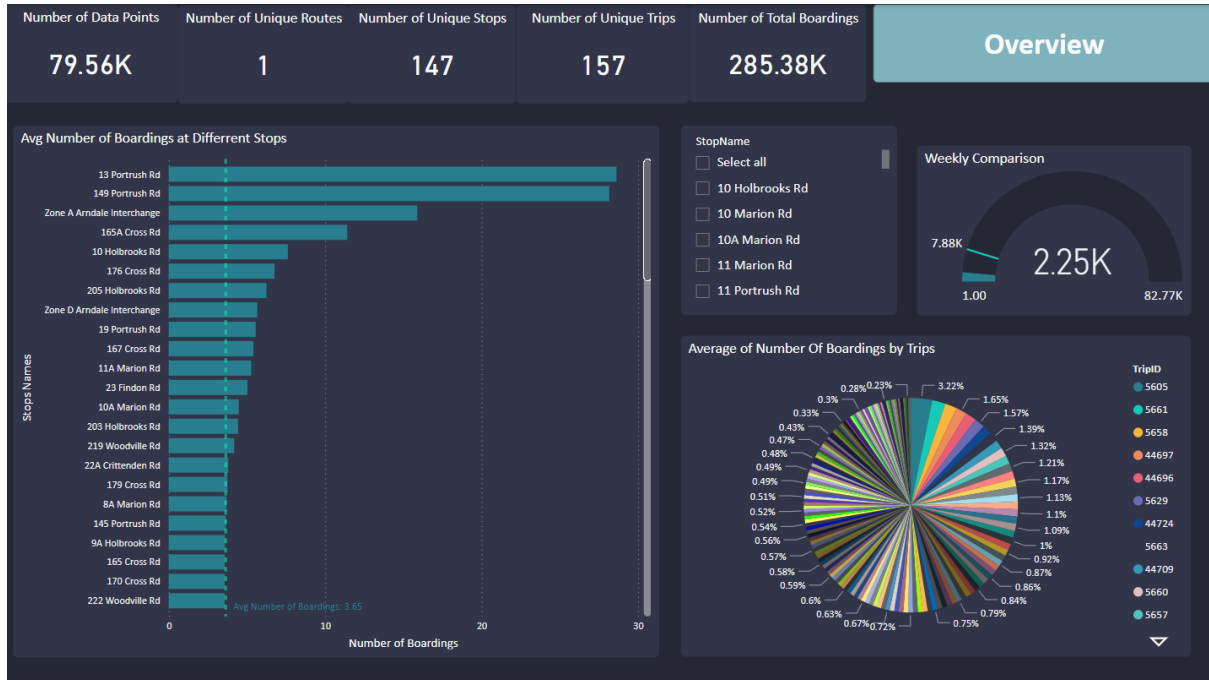 Number of Data Points
79.56K
Number of Unique Routes
1
Number of Unique Stops
147
Number of Unique Trips
157
Number of Total Boardings
285.38K
Overview
Avg Number of Boardings at Differrent Stops
Stops Names
13 Portrush Rd
149 Portrush Rd
Zone A Arndale Interchange
165A Cross Rd
10 Holbrooks Rd
176 Cross Rd
205 Holbrooks Rd
Zone D Arndale Interchange
19 Portrush Rd
167 Cross Rd
11A Marion Rd
23 Findon Rd
10A Marion Rd
203 Holbrooks Rd
219 Woodville Rd
22A Crittenden Rd
179 Cross Rd
8A Marion Rd
145 Portrush Rd
9A Holbrooks Rd
165 Cross Rd
170 Cross Rd
222 Woodville Rd
Avg Number of Boardings: 3.65
0
10
20
30
Number of Boardings
StopName
Select all
10 Holbrooks Rd
10 Marion Rd
10A Marion Rd
11 Marion Rd
11 Portrush Rd
Weekly Comparison
7.88K
2.25K
1.00
82.77K
Average of Number Of Boardings by Trips
3.22%
1.65%
1.57%
1.39%
1.32%
1.21%
1.17%
1.13%
1.1%
1.09%
1%
0.92%
0.87%
0.86%
0.84%
0.79%
0.75%
0.72%
0.67%
0.63%
0.6%
0.59%
0.58%
0.57%
0.56%
0.54%
0.52%
0.51%
0.49%
0.49%
0.48%
0.47%
0.43%
0.33%
0.3%
0.28%
0.23%
TripID
5605
5661
5658
44697
44696
5629
44724
5663
44709
5660
5657